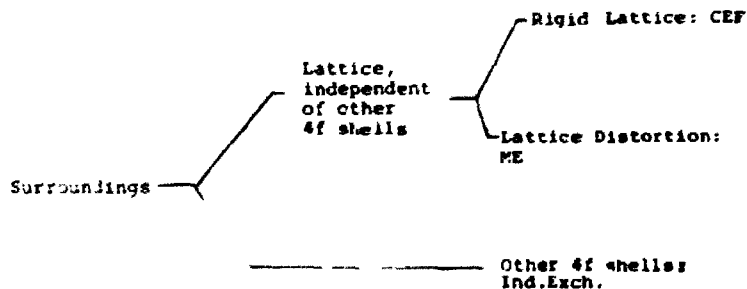 Rigid Lattice: CEF
Lattice,
independent
of other
4f shells
Lattice Distortion:
ME
Surroundings
Other 4f shells:
Ind.Exch.